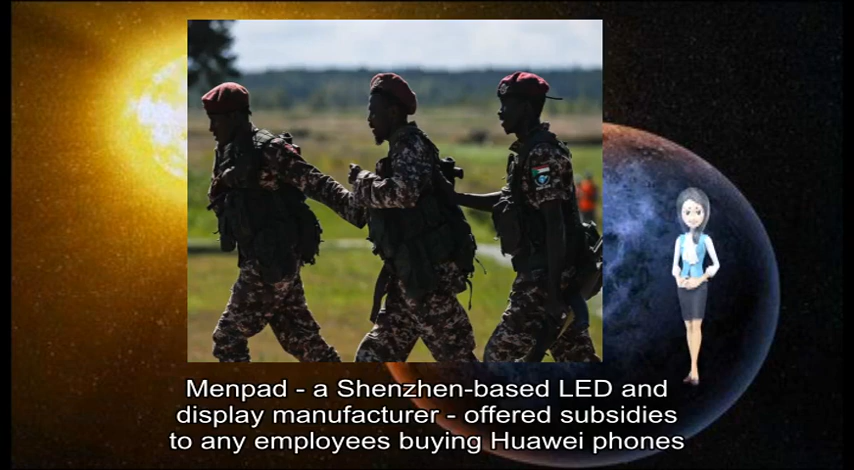 Menpad - a Shenzhen-based LED and
display manufacturer - offered subsidies
to any employees buying Huawei phones